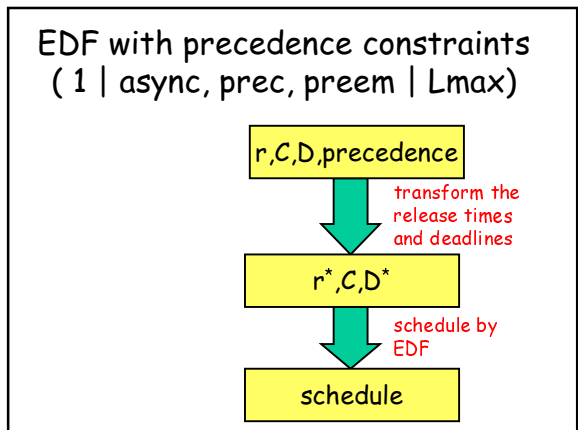 EDF with precedence constraints
( 1 | async, prec, preem | Lmax)
r,C,D,precedence
transform the
release times
and deadlines
r*,C,D*
schedule by
EDF
schedule